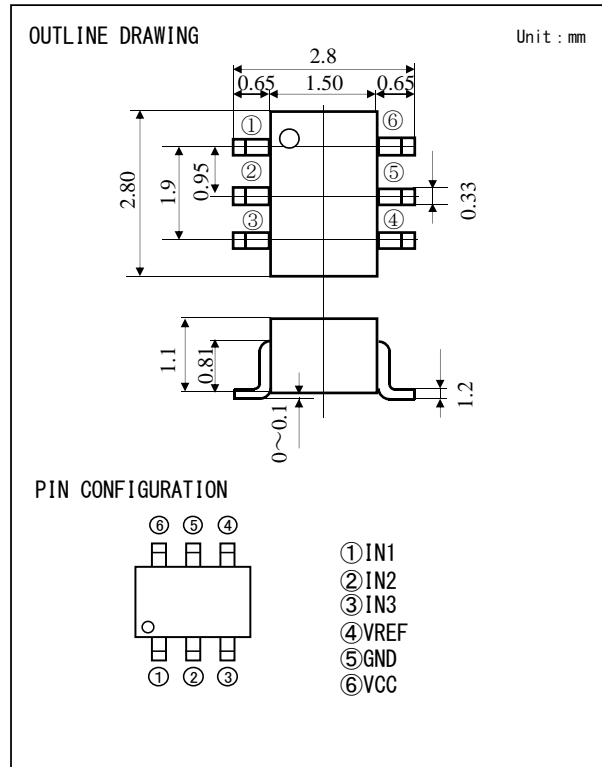 OUTLINE DRAWING
Unit : mm
2.8
0.65 1.50 0.65
① ⑥
② ⑤
③ ④
2.80
1.9
0.95
0.33
1.1
0.81
0～0.1
1.2
PIN CONFIGURATION
⑥ ⑤ ④
① ② ③
①IN1
②IN2
③IN3
④VREF
⑤GND
⑥VCC